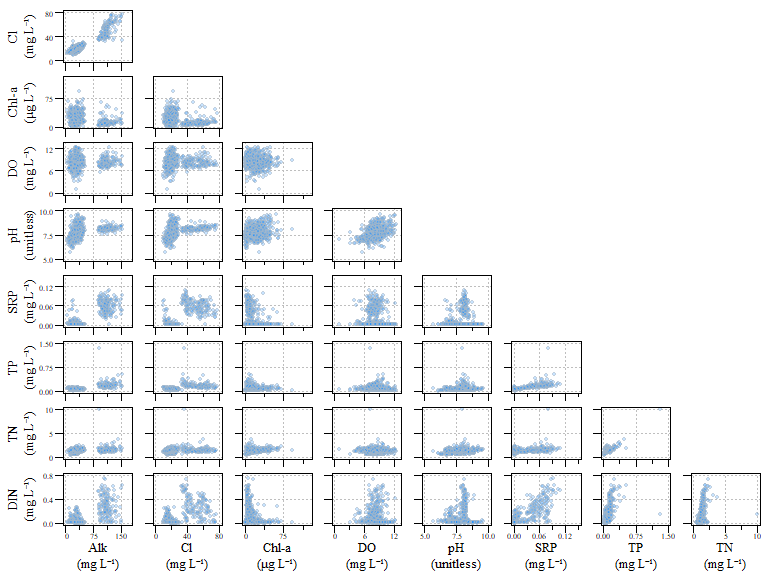 Cl
(mg L⁻¹)
80
40
0
Chl-a
(μg L⁻¹)
75
0
DO
(mg L⁻¹)
12
6
0
pH
(unitless)
10.0
7.5
5.0
SRP
(mg L⁻¹)
0.12
0.06
0.00
TP
(mg L⁻¹)
1.50
0.75
0.00
TN
(mg L⁻¹)
10
5
0
DIN
(mg L⁻¹)
0.8
0.4
0.0
0 75 150 0 40 80 0 75 0 6 12 5.0 7.5 10.0 0.00 0.06 0.12 0.00 0.75 1.50 0 5 10
Alk Cl Chl-a DO pH SRP TP TN
(mg L⁻¹) (mg L⁻¹) (μg L⁻¹) (mg L⁻¹) (unitless) (mg L⁻¹) (mg L⁻¹) (mg L⁻¹)